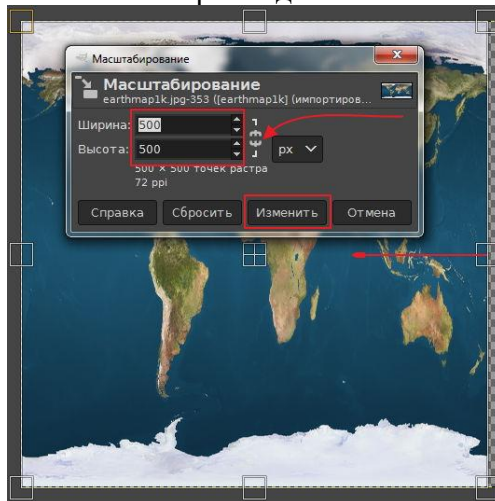 Масштабирование
Масштабирование
earthmap1k.jpg-353 ([earthmap1k] (импортиров...
Ширина: 500
Высота: 500 px
500 × 500 точек растра
72 ppi
Справка Сбросить Изменить Отмена